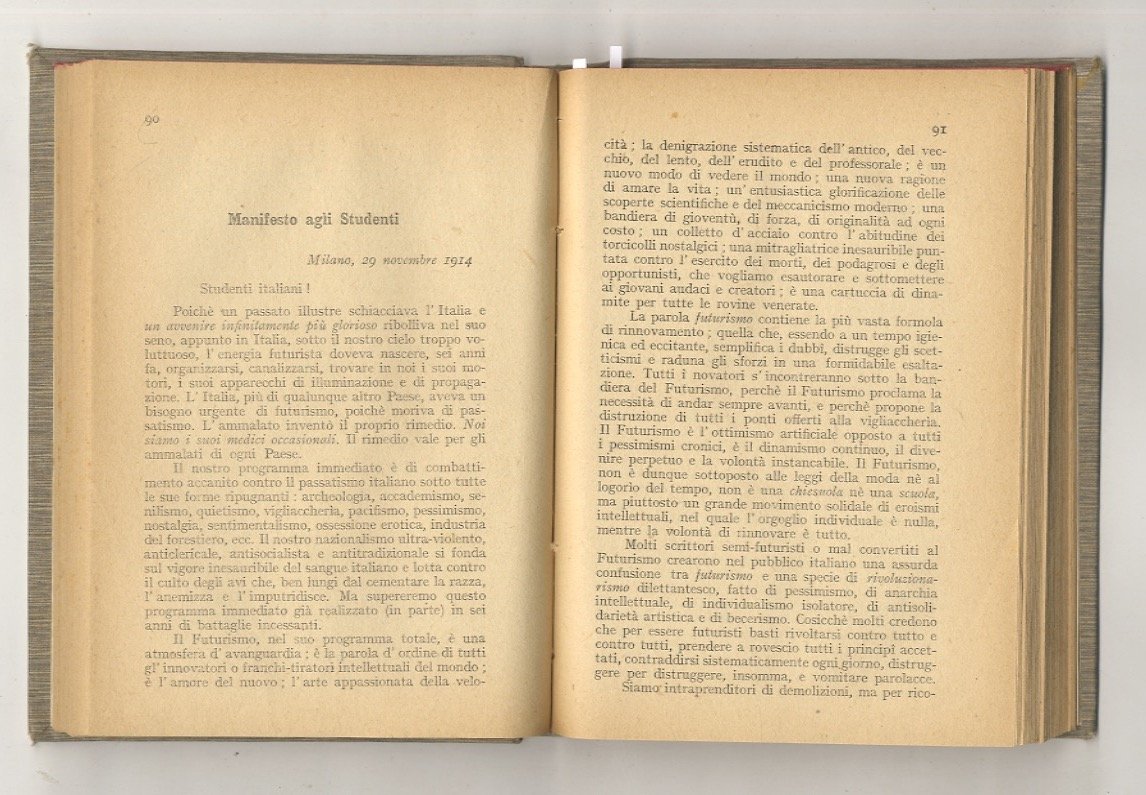 90
Manifesto agli Studenti
Milano, 29 novembre 1914
Studenti italiani!
Poichè un passato illustre schiacciava l' Italia e
un avvenire infinitamente più glorioso ribolliva nel suo
seno, appunto in Italia, sotto il nostro cielo troppo vo-
luttuoso, l' energia futurista doveva nascere, sei anni
fa, organizzarsi, canalizzarsi, trovare in noi i suoi mo-
tori, i suoi apparecchi di illuminazione e di propaga-
zione. L' Italia, più di qualunque altro Paese, aveva un
bisogno urgente di futurismo, poichè moriva di pas-
satismo. L' ammalato inventò il proprio rimedio. Noi
siamo i suoi medici occasionali. Il rimedio vale per gli
ammalati di ogni Paese.
Il nostro programma immediato è di combatti-
mento accanito contro il passatismo italiano sotto tutte
le sue forme ripugnanti : archeologia, accademismo, se-
nilismo, quietismo, vigliaccheria, pacifismo, pessimismo,
nostalgia, sentimentalismo, ossessione erotica, industria
del forestiero, ecc. Il nostro nazionalismo ultra-violento,
anticlericale, antisocialista e antitradizionale si fonda
sul vigore inesauribile del sangue italiano e lotta contro
il culto degli avi che, ben lungi dal cementare la razza,
l' anemizza e l' imputridisce. Ma supereremo questo
programma immediato già realizzato (in parte) in sei
anni di battaglie incessanti.
Il Futurismo, nel suo programma totale, è una
atmosfera d' avanguardia ; è la parola d' ordine di tutti
gl' innovatori o franchi-tiratori intellettuali del mondo ;
è l' amore del nuovo ; l' arte appassionata della velo-
91
cità ; la denigrazione sistematica dell' antico, del vec-
chio, del lento, dell' erudito e del professorale ; è un
nuovo modo di vedere il mondo ; una nuova ragione
di amare la vita ; un' entusiastica glorificazione delle
scoperte scientifiche e del meccanicismo moderno ; una
bandiera di gioventù, di forza, di originalità ad ogni
costo ; un colletto d' acciaio contro l' abitudine dei
torcicolli nostalgici ; una mitragliatrice inesauribile pun-
tata contro l' esercito dei morti, dei podagrosi e degli
opportunisti, che vogliamo esautorare e sottomettere
ai giovani audaci e creatori ; è una cartuccia di dina-
mite per tutte le rovine venerate.
La parola futurismo contiene la più vasta formola
di rinnovamento ; quella che, essendo a un tempo igie-
nica ed eccitante, semplifica i dubbî, distrugge gli scet-
ticismi e raduna gli sforzi in una formidabile esalta-
zione. Tutti i novatori s' incontreranno sotto la ban-
diera del Futurismo, perchè il Futurismo proclama la
necessità di andar sempre avanti, e perchè propone la
distruzione di tutti i ponti offerti alla vigliaccheria.
Il Futurismo è l' ottimismo artificiale opposto a tutti
i pessimismi cronici, è il dinamismo continuo, il dive-
nire perpetuo e la volontà instancabile. Il Futurismo,
non è dunque sottoposto alle leggi della moda nè al
logorio del tempo, non è una chiesuola nè una scuola,
ma piuttosto un grande movimento solidale di eroismi
intellettuali, nel quale l' orgoglio individuale è nulla,
mentre la volontà di rinnovare è tutto.
Molti scrittori semi-futuristi o mal convertiti al
Futurismo crearono nel pubblico italiano una assurda
confusione tra futurismo e una specie di rivoluziona-
rismo dilettantesco, fatto di pessimismo, di anarchia
intellettuale, di individualismo isolatore, di antisoli-
darietà artistica e di becerismo. Cosicchè molti credono
che per essere futuristi basti rivoltarsi contro tutto e
contro tutti, prendere a rovescio tutti i principî accet-
tati, contraddirsi sistematicamente ogni giorno, distrug-
gere per distruggere, insomma, e vomitare parolacce.
Siamo intraprenditori di demolizioni, ma per rico-